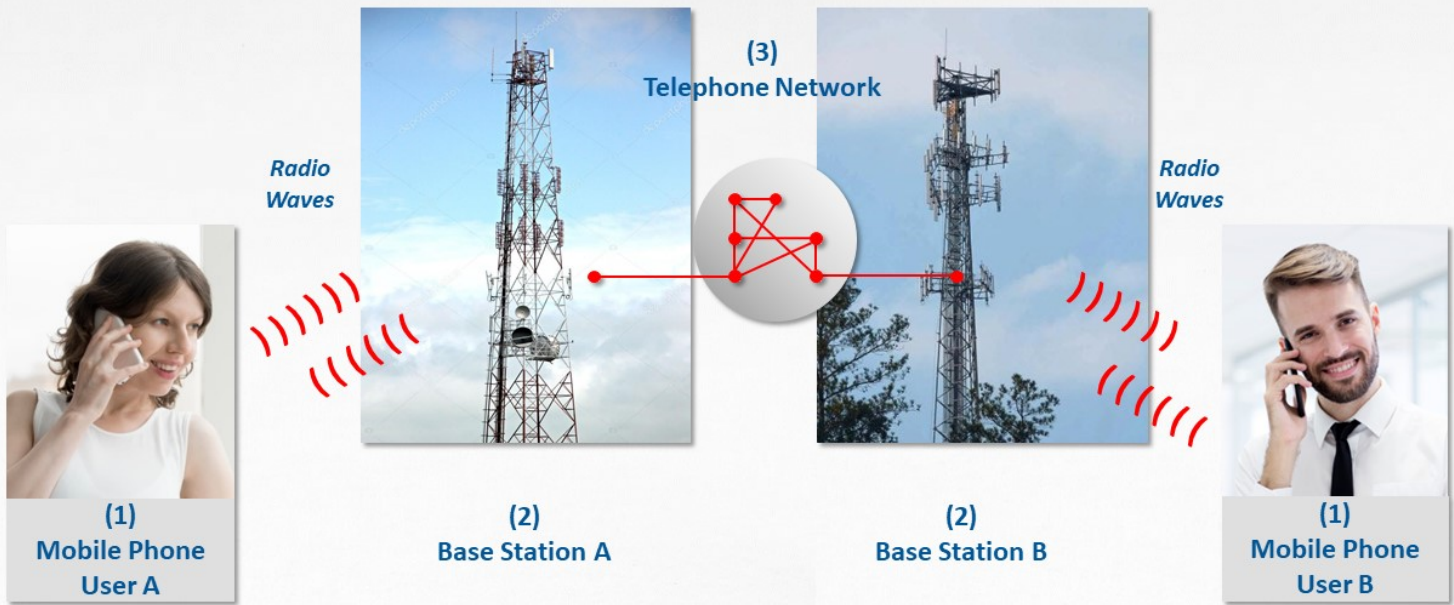 (3)
Telephone Network
Radio
Waves
Radio
Waves
(1)
Mobile Phone
User A
(2)
Base Station A
(2)
Base Station B
(1)
Mobile Phone
User B